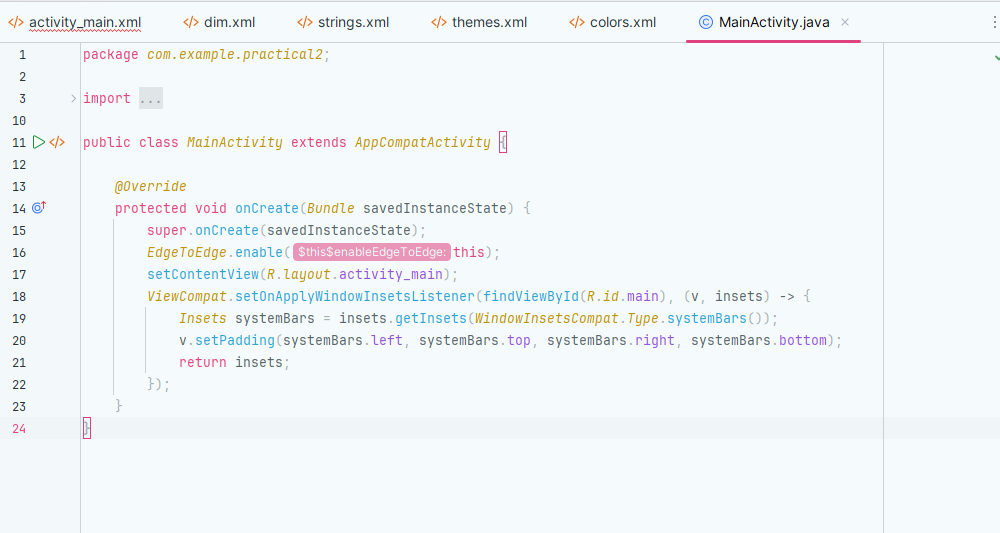 activity_main.xml dim.xml strings.xml themes.xml colors.xml MainActivity.java
1 package com.example.practical2;
2
3 import ...
10
11 public class MainActivity extends AppCompatActivity {
12
13 @Override
14 protected void onCreate(Bundle savedInstanceState) {
15 super.onCreate(savedInstanceState);
16 EdgeToEdge.enable( $this$enableEdgeToEdge: this);
17 setContentView(R.layout.activity_main);
18 ViewCompat.setOnApplyWindowInsetsListener(findViewById(R.id.main), (v, insets) -> {
19 Insets systemBars = insets.getInsets(WindowInsetsCompat.Type.systemBars());
20 v.setPadding(systemBars.left, systemBars.top, systemBars.right, systemBars.bottom);
21 return insets;
22 });
23 }
24 }